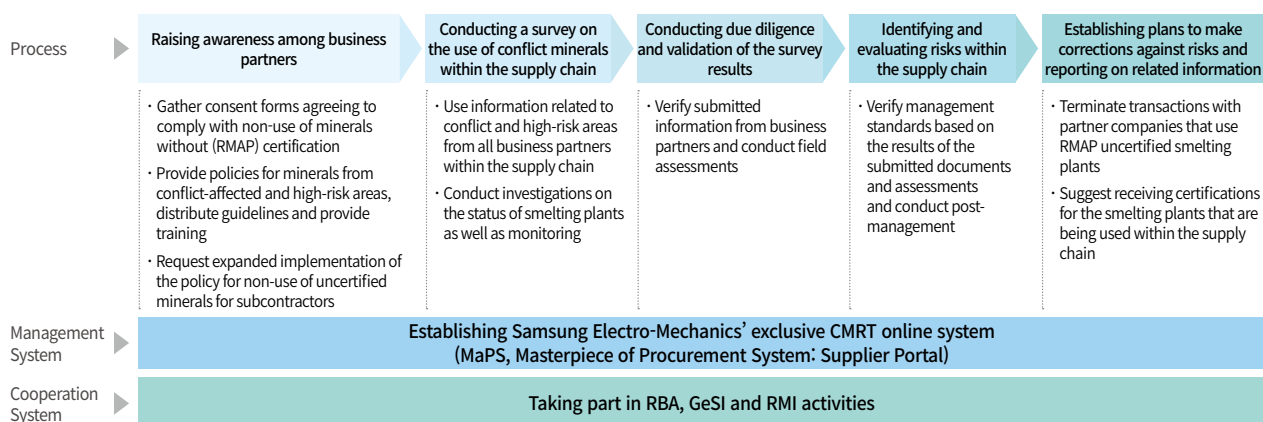 Process
Raising awareness among business
partners
Conducting a survey on
the use of conflict minerals
within the supply chain
Conducting due diligence
and validation of the survey
results
Identifying and
evaluating risks within
the supply chain
Establishing plans to make
corrections against risks and
reporting on related information
· Gather consent forms agreeing to
comply with non-use of minerals
without (RMAP) certification
· Provide policies for minerals from
conflict-affected and high-risk areas,
distribute guidelines and provide
training
· Request expanded implementation of
the policy for non-use of uncertified
minerals for subcontractors
· Use information related to
conflict and high-risk areas
from all business partners
within the supply chain
· Conduct investigations on
the status of smelting plants
as well as monitoring
· Verify submitted
information from business
partners and conduct field
assessments
· Verify management
standards based on
the results of the
submitted documents
and assessments
and conduct post-
management
· Terminate transactions with
partner companies that use
RMAP uncertified smelting
plants
· Suggest receiving certifications
for the smelting plants that are
being used within the supply
chain
Management
System
Establishing Samsung Electro-Mechanics’ exclusive CMRT online system
(MaPS, Masterpiece of Procurement System: Supplier Portal)
Cooperation
System
Taking part in RBA, GeSI and RMI activities